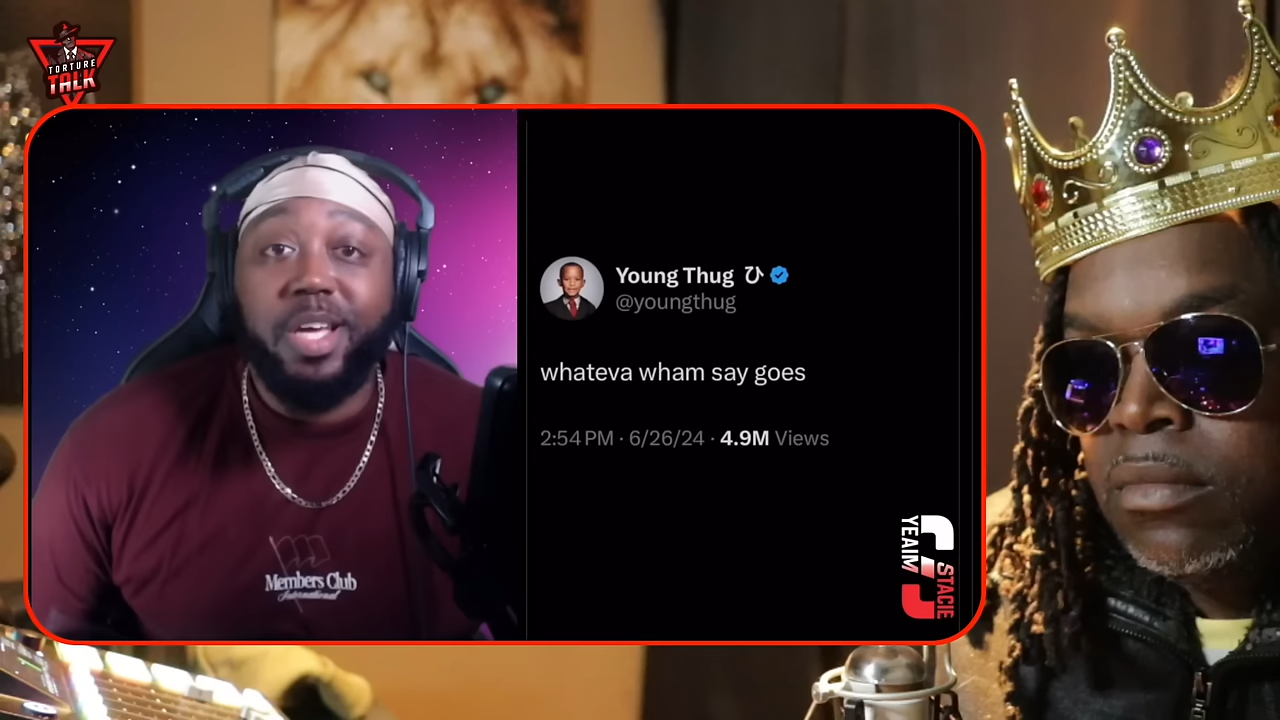 TORTURE
TALK
Young Thug ひ
@youngthug
whateva wham say goes
2:54 PM · 6/26/24 · 4.9M Views
Members Club
International
YEAIM
STACIE